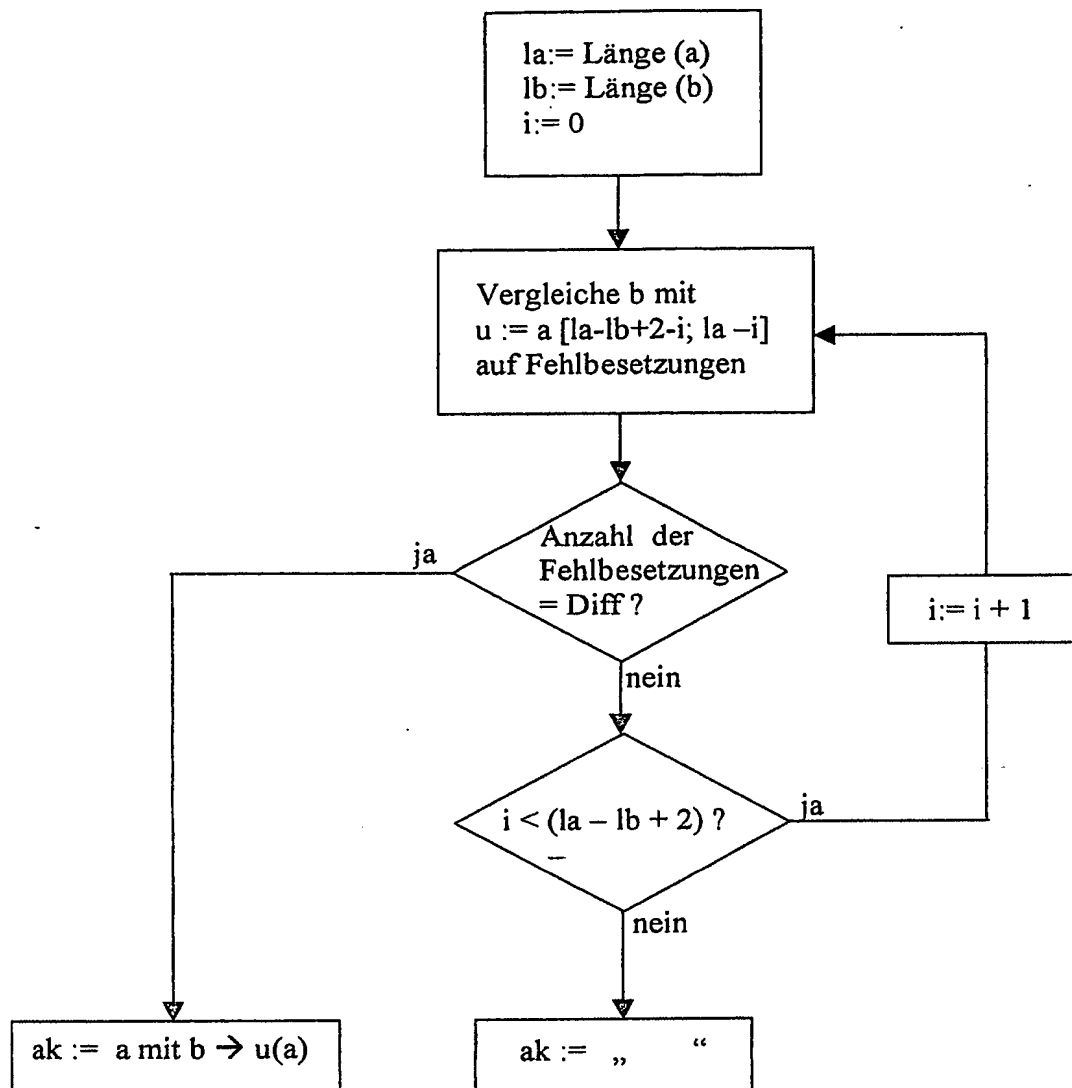 la:= Länge (a)
lb:= Länge (b)
i:= 0
Vergleiche b mit
u := a [la-lb+2-i; la –i]
auf Fehlbesetzungen
ja
Anzahl der
Fehlbesetzungen
= Diff ?
i:= i + 1
nein
i < (la – lb + 2) ?
–
ja
nein
ak := a mit b → u(a)
ak := „ “